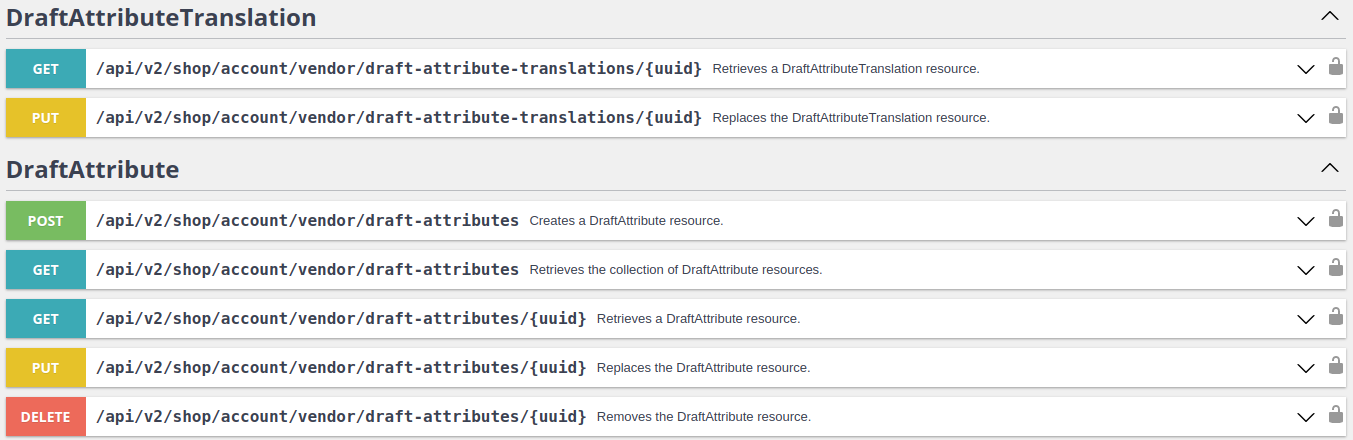 DraftAttributeTranslation
GET /api/v2/shop/account/vendor/draft-attribute-translations/{uuid} Retrieves a DraftAttributeTranslation resource.
PUT /api/v2/shop/account/vendor/draft-attribute-translations/{uuid} Replaces the DraftAttributeTranslation resource.
DraftAttribute
POST /api/v2/shop/account/vendor/draft-attributes Creates a DraftAttribute resource.
GET /api/v2/shop/account/vendor/draft-attributes Retrieves the collection of DraftAttribute resources.
GET /api/v2/shop/account/vendor/draft-attributes/{uuid} Retrieves a DraftAttribute resource.
PUT /api/v2/shop/account/vendor/draft-attributes/{uuid} Replaces the DraftAttribute resource.
DELETE /api/v2/shop/account/vendor/draft-attributes/{uuid} Removes the DraftAttribute resource.